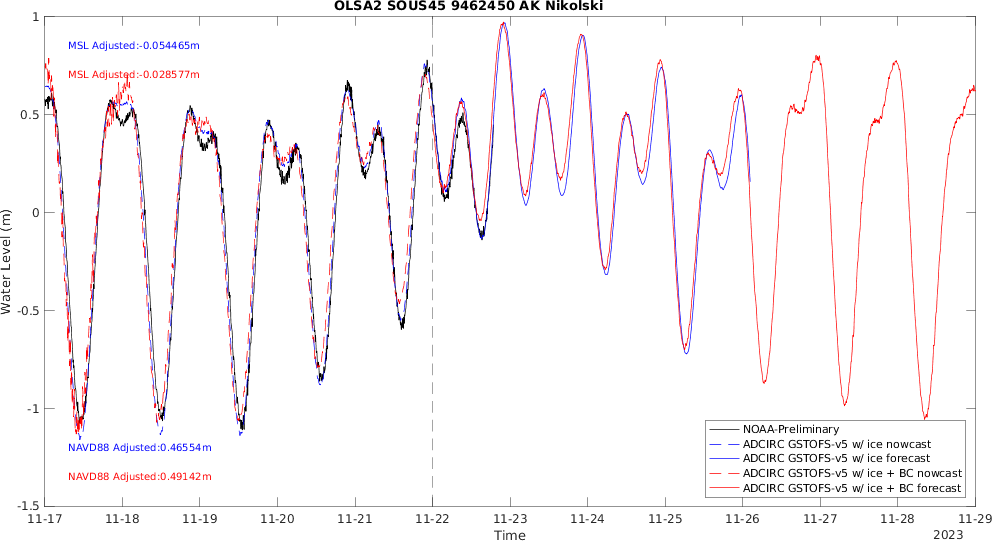 OLSA2 SOUS45 9462450 AK Nikolski
MSL Adjusted:-0.054465m
MSL Adjusted:-0.028577m
NAVD88 Adjusted:0.46554m
NAVD88 Adjusted:0.49142m
Water Level (m)
1
0.5
0
-0.5
-1
-1.5
NOAA-Preliminary
ADCIRC GSTOFS-v5 w/ ice nowcast
ADCIRC GSTOFS-v5 w/ ice forecast
ADCIRC GSTOFS-v5 w/ ice + BC nowcast
ADCIRC GSTOFS-v5 w/ ice + BC forecast
11-17 11-18 11-19 11-20 11-21 11-22 11-23 11-24 11-25 11-26 11-27 11-28 11-29
Time
2023